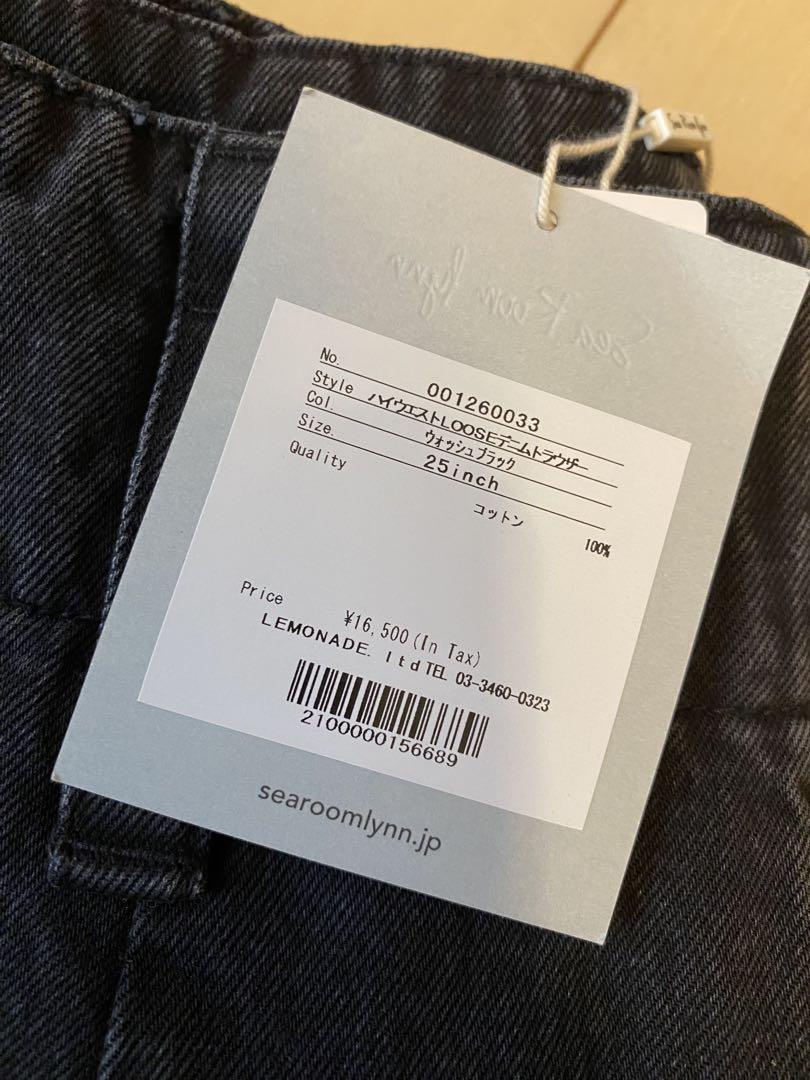 Sea Room lynn
No. 001260033
Style ハイウエストLOOSEデニムトラウザー
Col. ウォッシュブラック
Size. 25inch
Quality
コットン 100%
Price ¥16,500(In Tax)
LEMONADE. ltd TEL 03-3460-0323
2100000156689
searoomlynn.jp